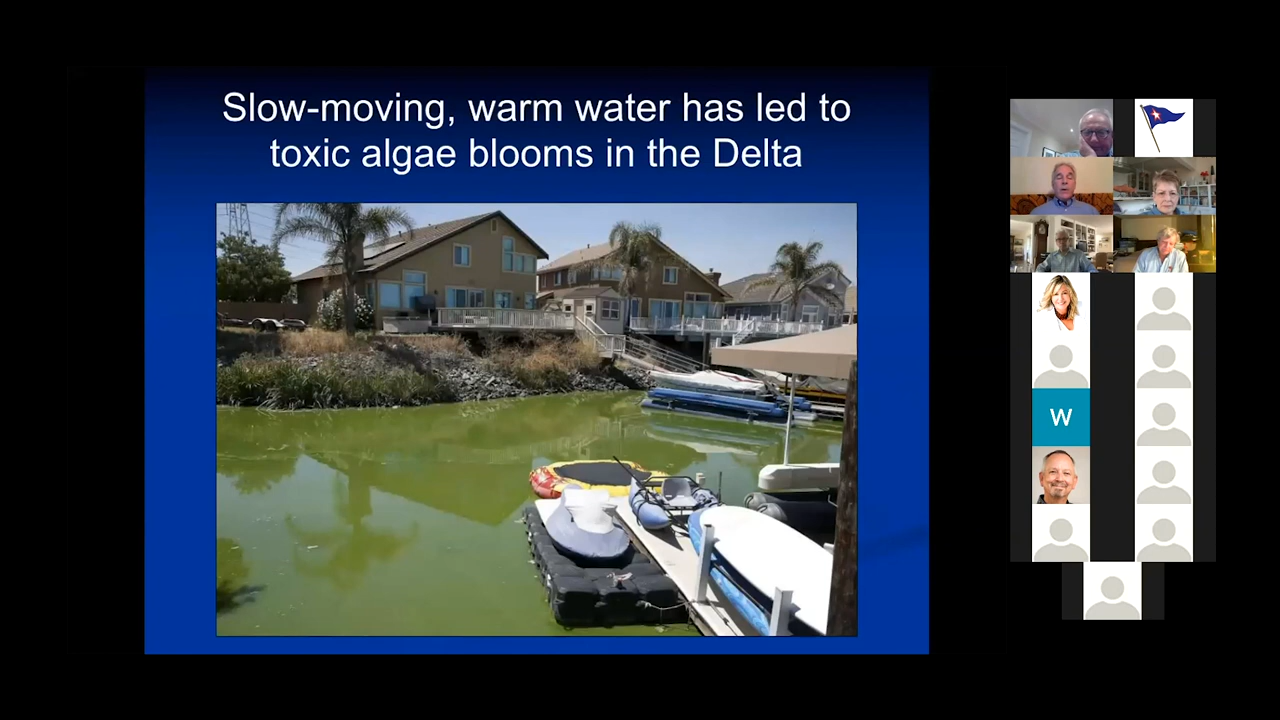 Slow-moving, warm water has led to
toxic algae blooms in the Delta
W